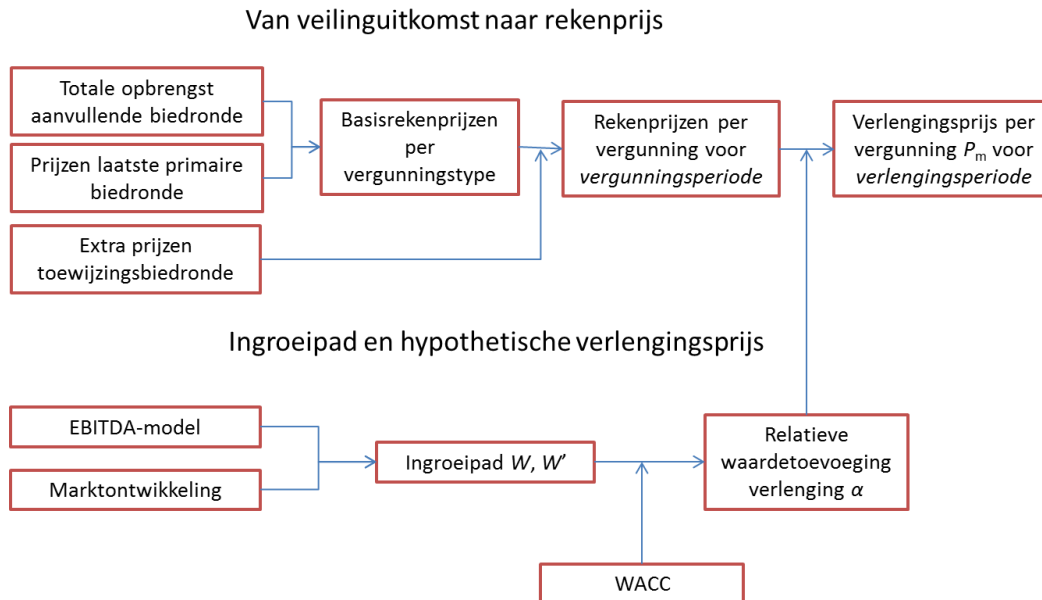 Van veilinguitkomst naar rekenprijs
Totale opbrengst
aanvullende biedronde
Prijzen laatste primaire
biedronde
Extra prijzen
toewijzingsbiedronde
Basisrekenprijzen
per
vergunningstype
Rekenprijzen per
vergunning voor
vergunningsperiode
Verlengingsprijs per
vergunning Pm voor
verlengingsperiode
Ingroeipad en hypothetische verlengingsprijs
EBITDA-model
Marktontwikkeling
Ingroeipad W, W'
Relatieve
waardetoevoeging
verlenging α
WACC